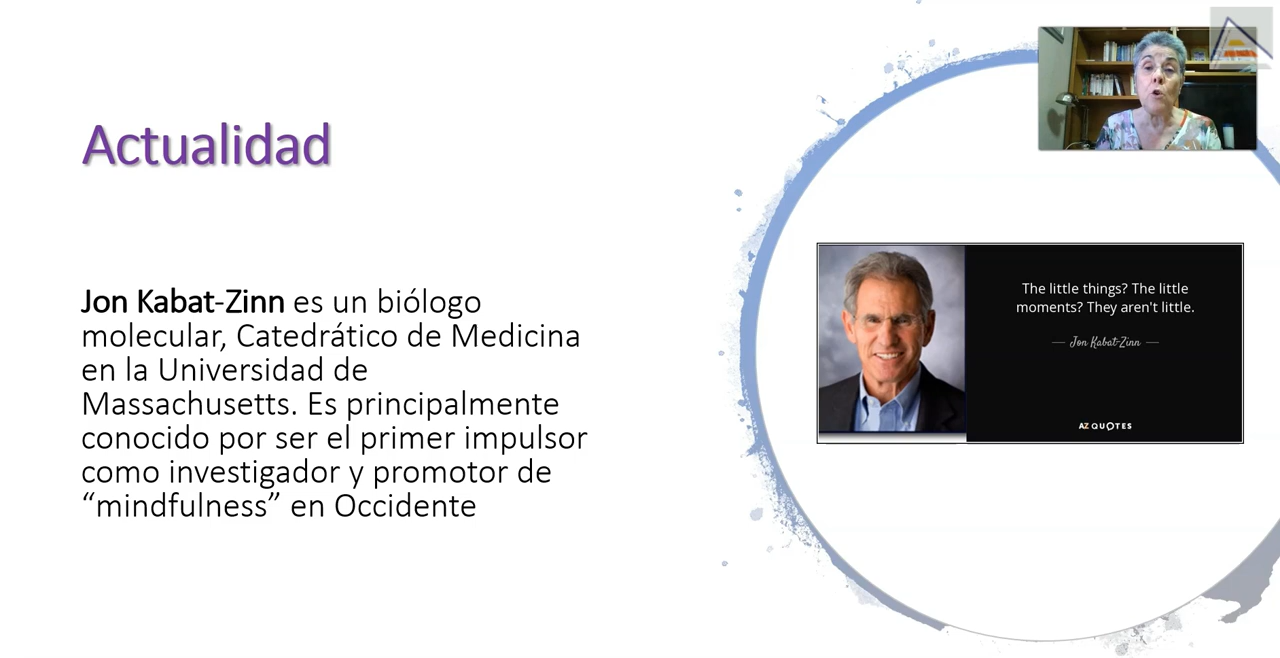 Actualidad
Jon Kabat-Zinn es un biólogo
molecular, Catedrático de Medicina
en la Universidad de
Massachusetts. Es principalmente
conocido por ser el primer impulsor
como investigador y promotor de
“mindfulness” en Occidente
The little things? The little
moments? They aren't little.
— Jon Kabat-Zinn —
AZ QUOTES